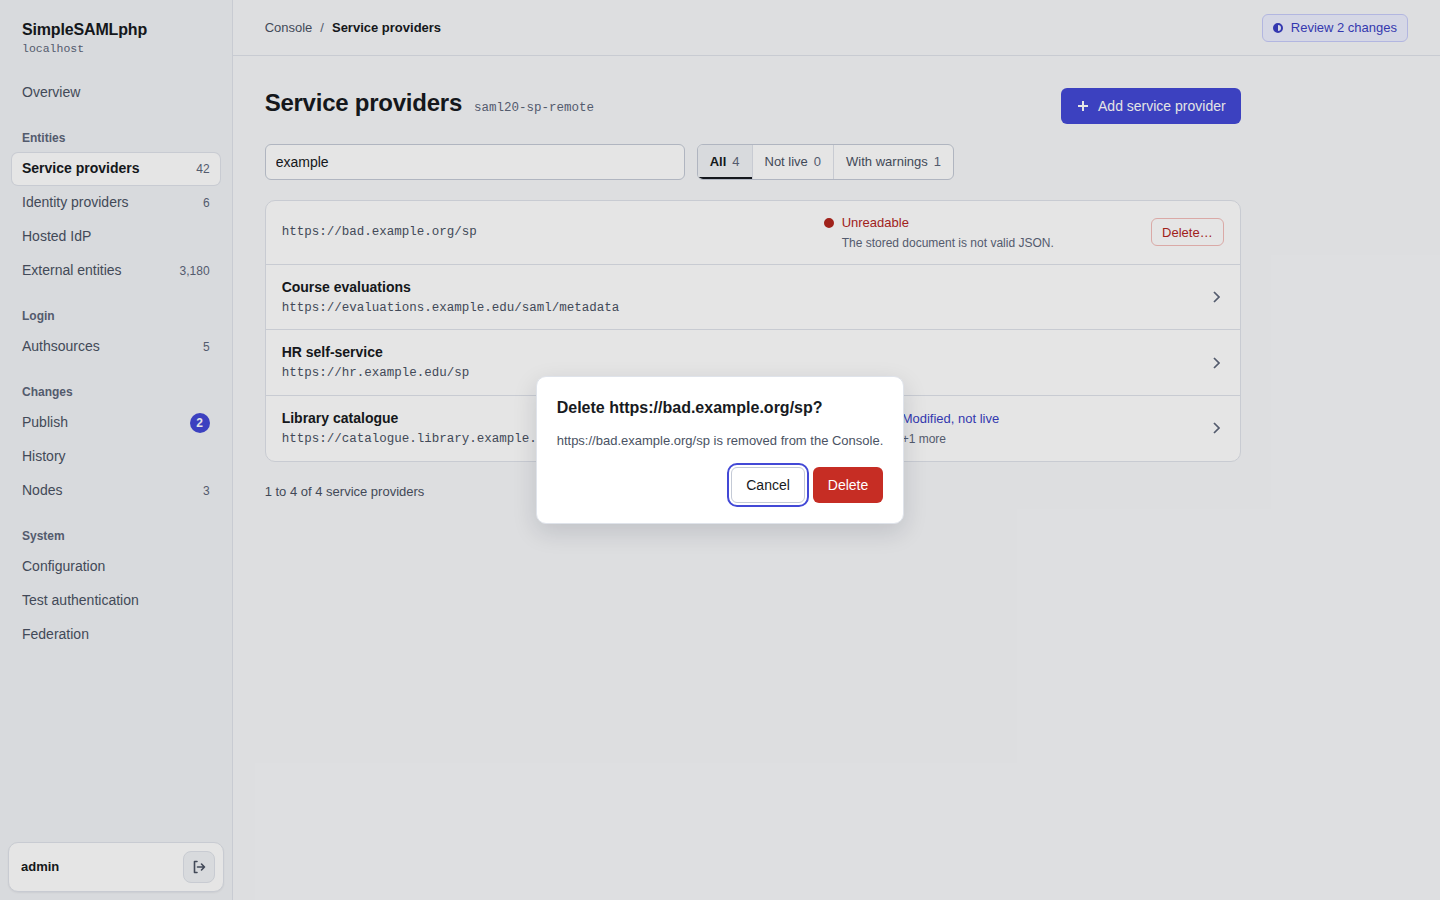 SimpleSAMLphp
localhost
Overview
Entities
Service providers 42
Identity providers 6
Hosted IdP
External entities 3,180
Login
Authsources 5
Changes
Publish 2
History
Nodes 3
System
Configuration
Test authentication
Federation
admin
Console / Service providers
Review 2 changes
Service providers saml20-sp-remote
Add service provider
example
All 4 Not live 0 With warnings 1
https://bad.example.org/sp
Unreadable
The stored document is not valid JSON.
Delete…
Course evaluations
https://evaluations.example.edu/saml/metadata
HR self-service
https://hr.example.edu/sp
Library catalogue
https://catalogue.library.example.
Modified, not live
+1 more
1 to 4 of 4 service providers
Delete https://bad.example.org/sp?
https://bad.example.org/sp is removed from the Console.
Cancel Delete